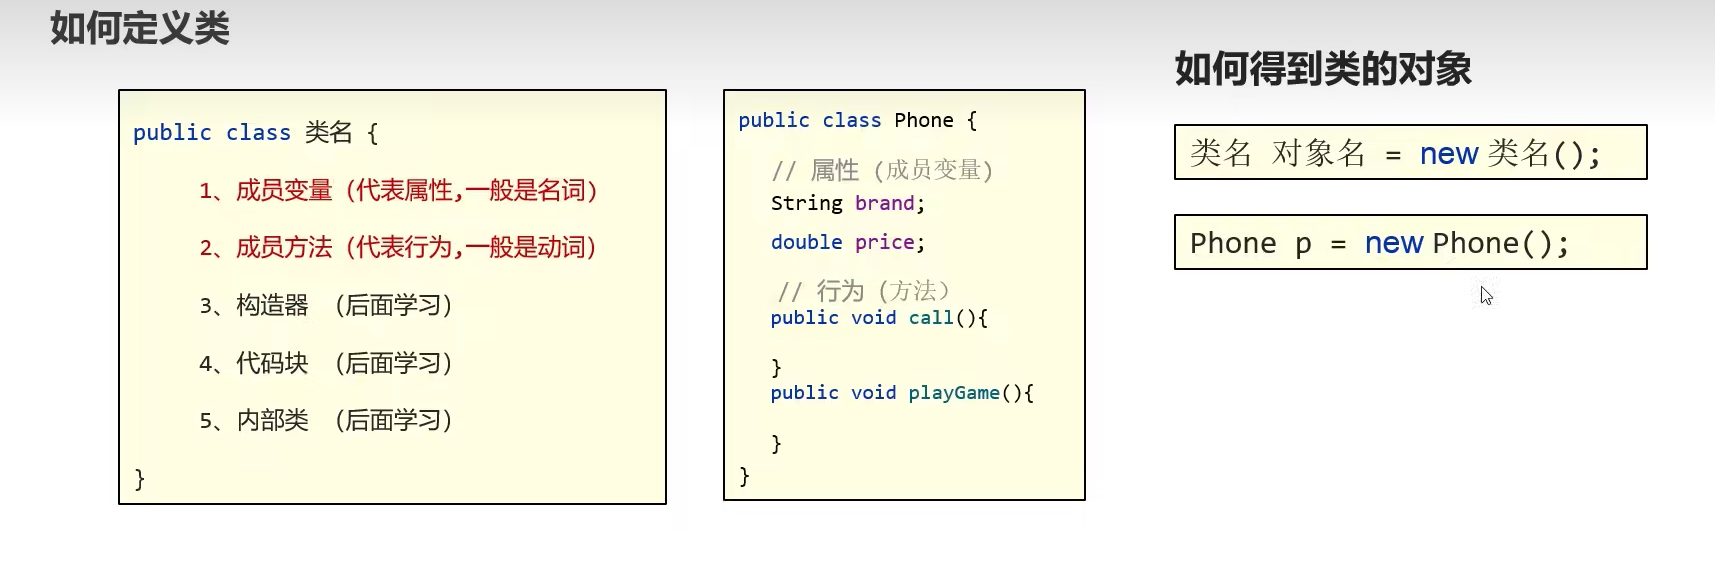 如何定义类
public class 类名 {
1、成员变量 (代表属性,一般是名词)
2、成员方法 (代表行为,一般是动词)
3、构造器 (后面学习)
4、代码块 (后面学习)
5、内部类 (后面学习)
}
public class Phone {
// 属性 (成员变量)
String brand;
double price;
// 行为 (方法)
public void call(){
}
public void playGame(){
}
}
如何得到类的对象
类名 对象名 = new 类名();
Phone p = new Phone();